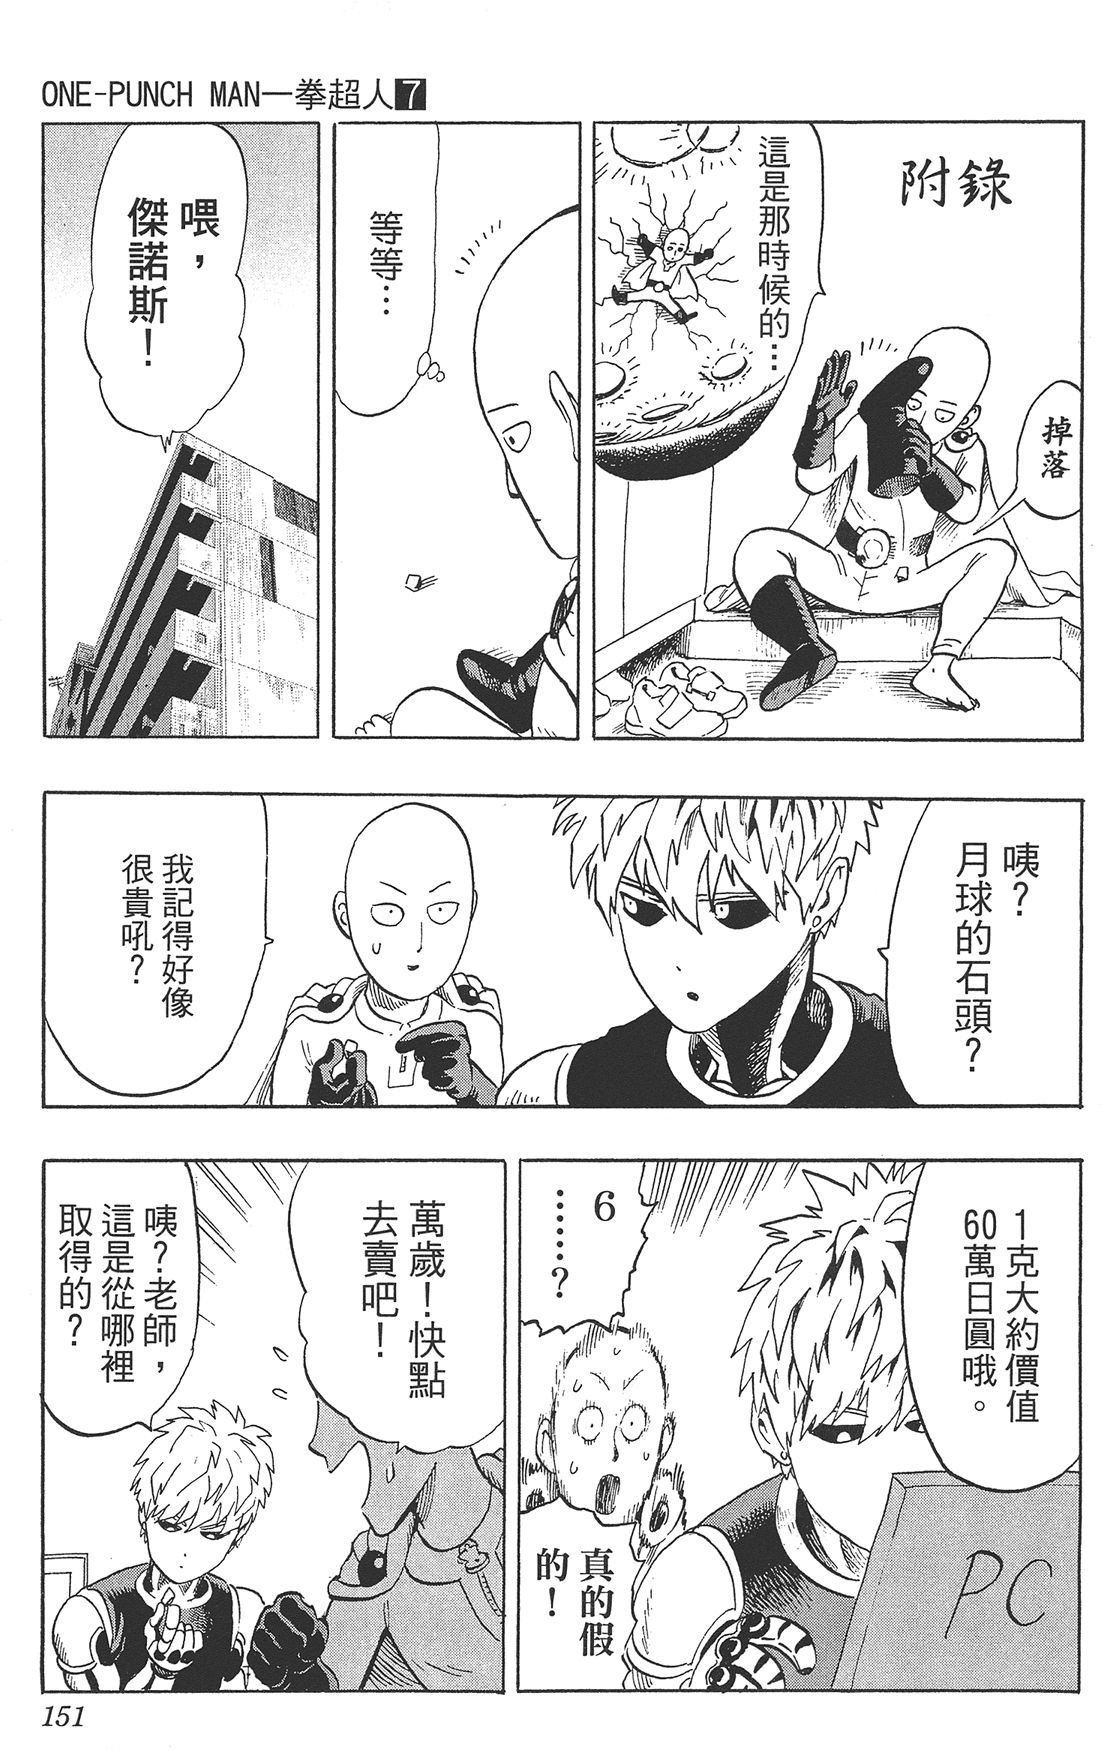 ONE-PUNCH MAN一拳超人7
附錄
掉落
這是那時候的…
等等…
喂，
傑諾斯！
咦？
月球的石頭？
我記得好像
很貴吼？
1克大約價值
60萬日圓哦。
6
……？
真的假
的！
萬歲！快點
去賣吧！
咦？老師，
這是從哪裡
取得的？
PC
151